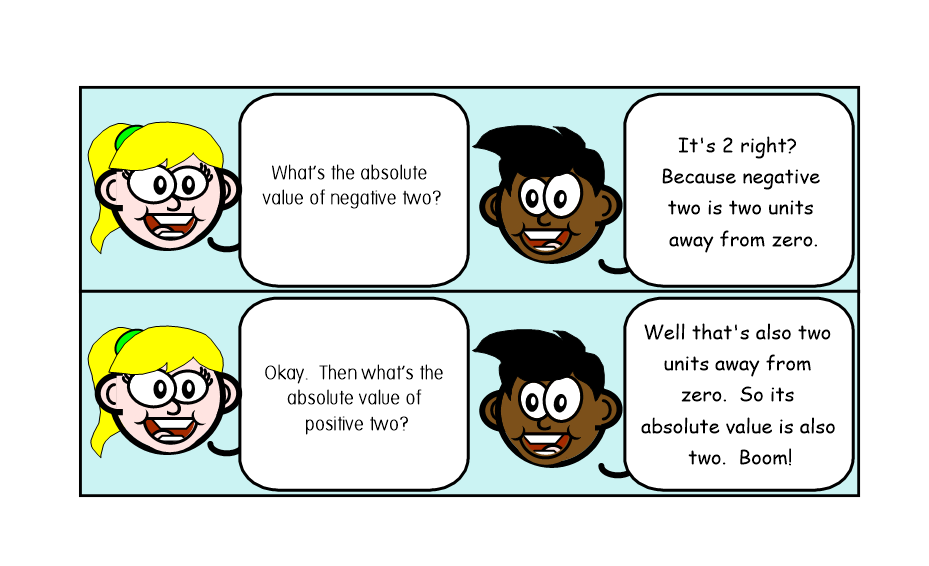 What's the absolute
value of negative two?
It's 2 right?
Because negative
two is two units
away from zero.
Okay.  Then what's the
absolute value of
positive two?
Well that's also two
units away from
zero.  So its
absolute value is also
two.  Boom!